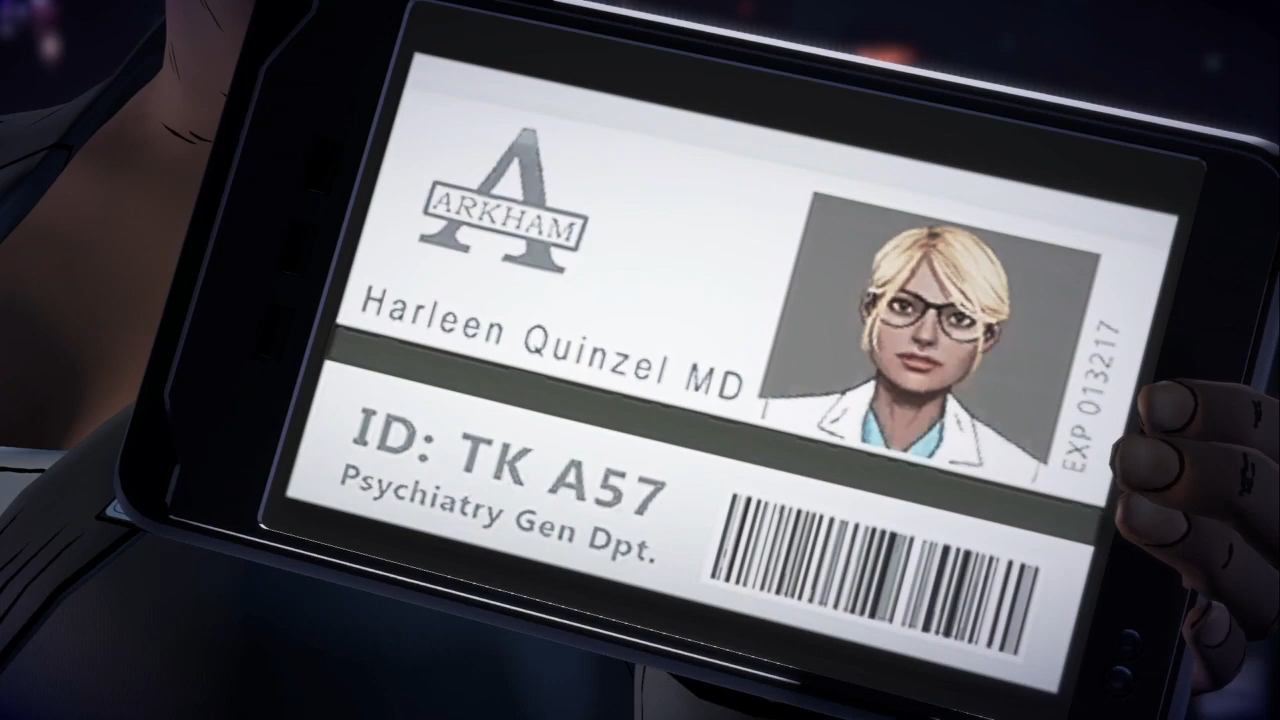 ARKHAM
Harleen Quinzel MD
EXP 013217
ID: TK A57
Psychiatry Gen Dpt.